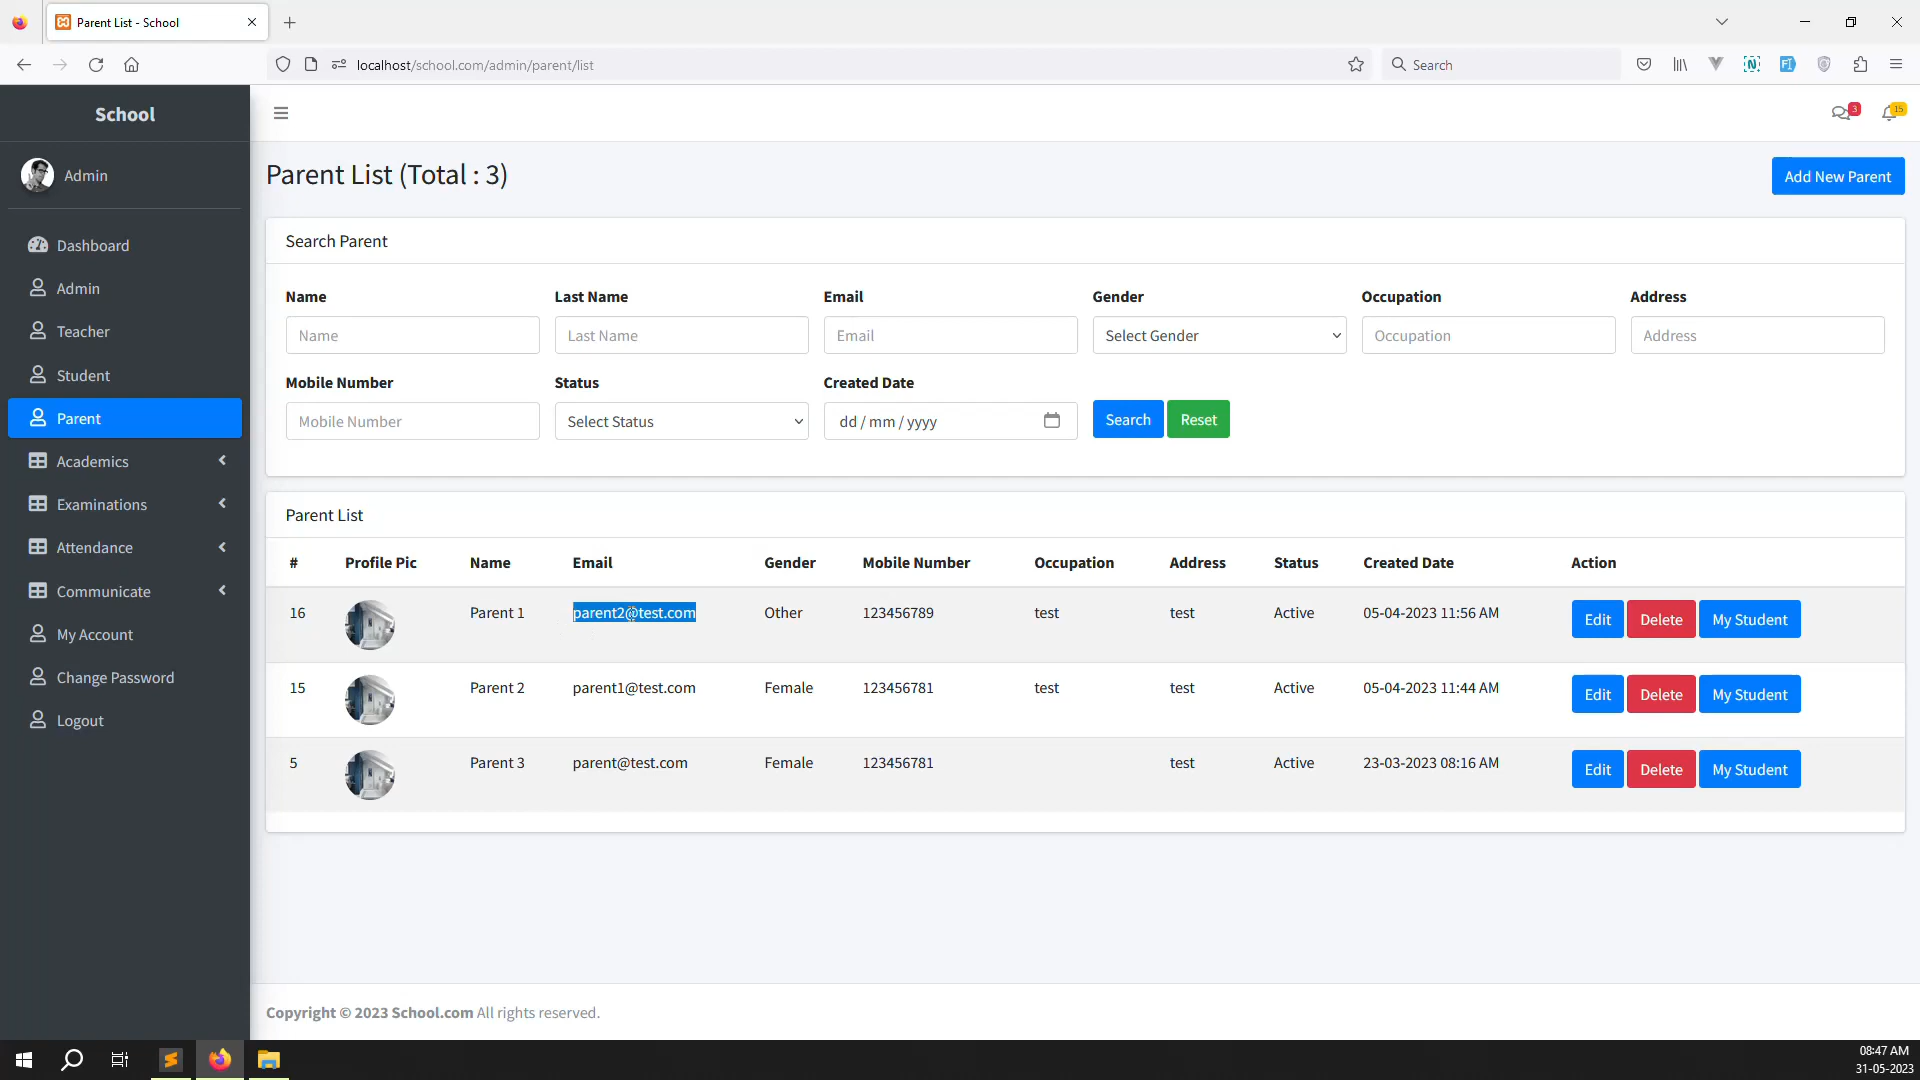 Parent List - School
localhost/school.com/admin/parent/list
Search
School
3
15
Admin
Parent List (Total : 3)
Add New Parent
Dashboard
Admin
Teacher
Student
Parent
Academics
Examinations
Attendance
Communicate
My Account
Change Password
Logout
Search Parent
Name Last Name Email Gender Occupation Address
Name Last Name Email Select Gender Occupation Address
Mobile Number Status Created Date
Mobile Number Select Status dd / mm / yyyy Search Reset
Parent List
# Profile Pic Name Email Gender Mobile Number Occupation Address Status Created Date Action
16 Parent 1 parent2@test.com Other 123456789 test test Active 05-04-2023 11:56 AM Edit Delete My Student
15 Parent 2 parent1@test.com Female 123456781 test test Active 05-04-2023 11:44 AM Edit Delete My Student
5 Parent 3 parent@test.com Female 123456781 test Active 23-03-2023 08:16 AM Edit Delete My Student
Copyright © 2023 School.com All rights reserved.
08:47 AM
31-05-2023